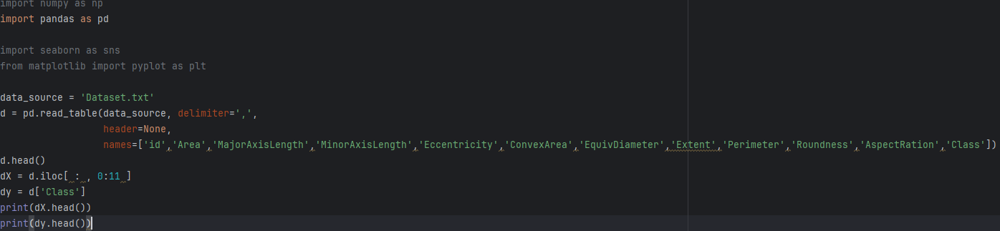 import numpy as np
import pandas as pd
import seaborn as sns
from matplotlib import pyplot as plt
data_source = 'Dataset.txt'
d = pd.read_table(data_source, delimiter=',',
header=None,
names=['id','Area','MajorAxisLength','MinorAxisLength','Eccentricity','ConvexArea','EquivDiameter','Extent','Perimeter','Roundness','AspectRation','Class'])
d.head()
dX = d.iloc[ : , 0:11 ]
dy = d['Class']
print(dX.head())
print(dy.head())